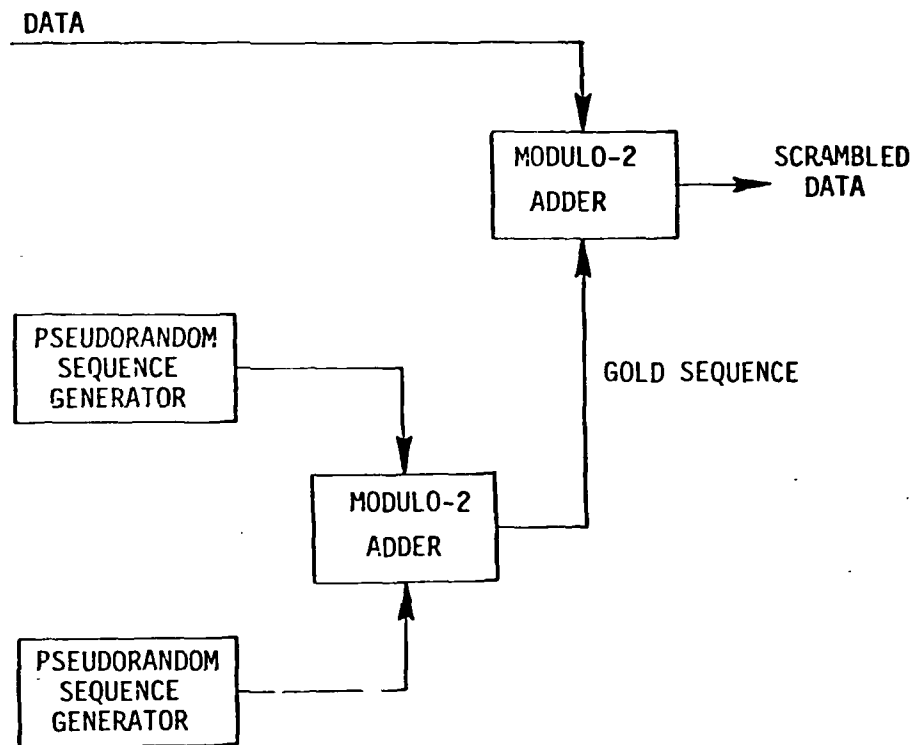 DATA
MODULO-2
ADDER
SCRAMBLED
DATA
PSEUDORANDOM
SEQUENCE
GENERATOR
GOLD SEQUENCE
MODULO-2
ADDER
PSEUDORANDOM
SEQUENCE
GENERATOR